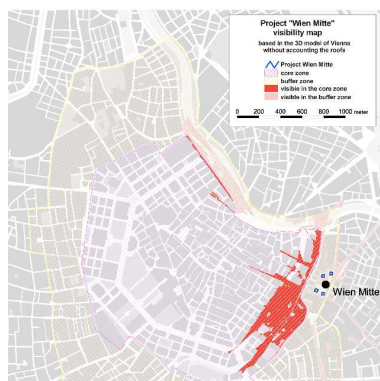 Project "Wien Mitte"
visibility map
based in the 3D model of Vienna
without accounting the roofs
Project Wien Mitte
core zone
buffer zone
visible in the core zone
visible in the buffer zone
0 200 400 600 800 1000 meter
Wien Mitte